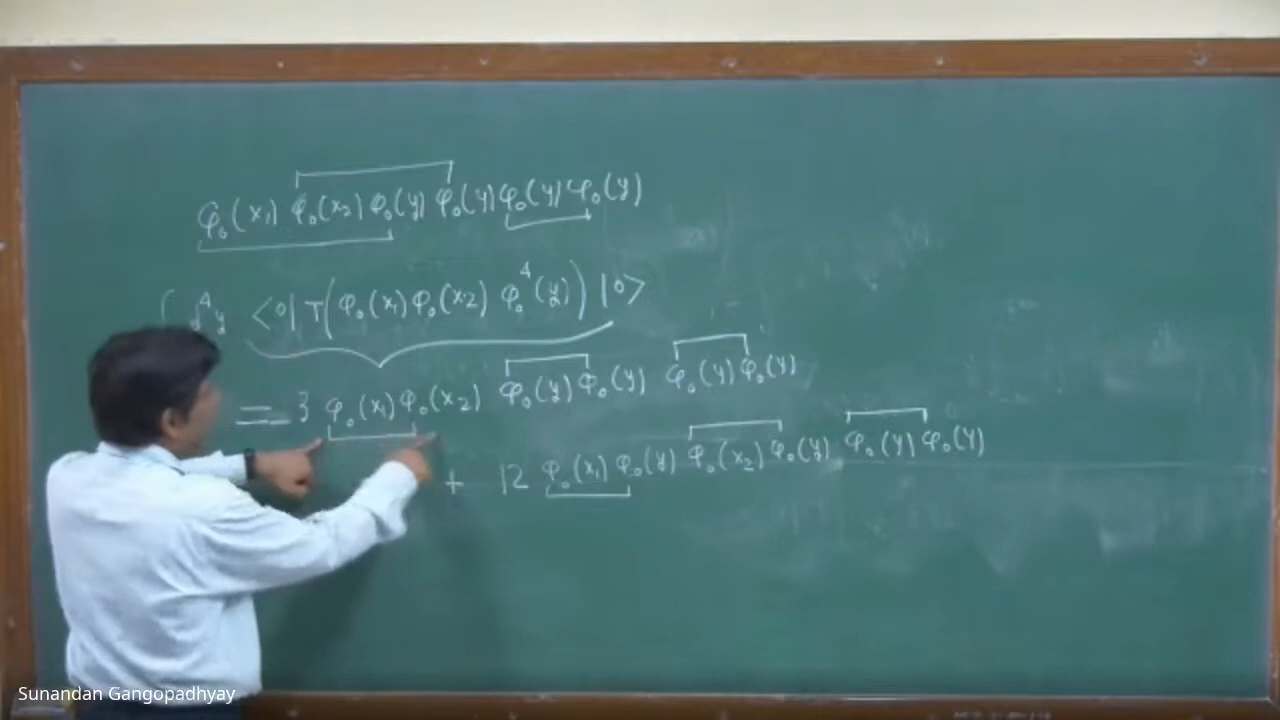 φ₀(x₁) φ₀(x₂) φ₀(y) φ₀(y) φ₀(y) φ₀(y)
∫ d⁴y <0| T(φ₀(x₁) φ₀(x₂) φ₀⁴(y)) |0>
= 3 φ₀(x₁) φ₀(x₂) φ₀(y) φ₀(y) φ₀(y) φ₀(y)
+ 12 φ₀(x₁) φ₀(y) φ₀(x₂) φ₀(y) φ₀(y) φ₀(y)
Sunandan Gangopadhyay